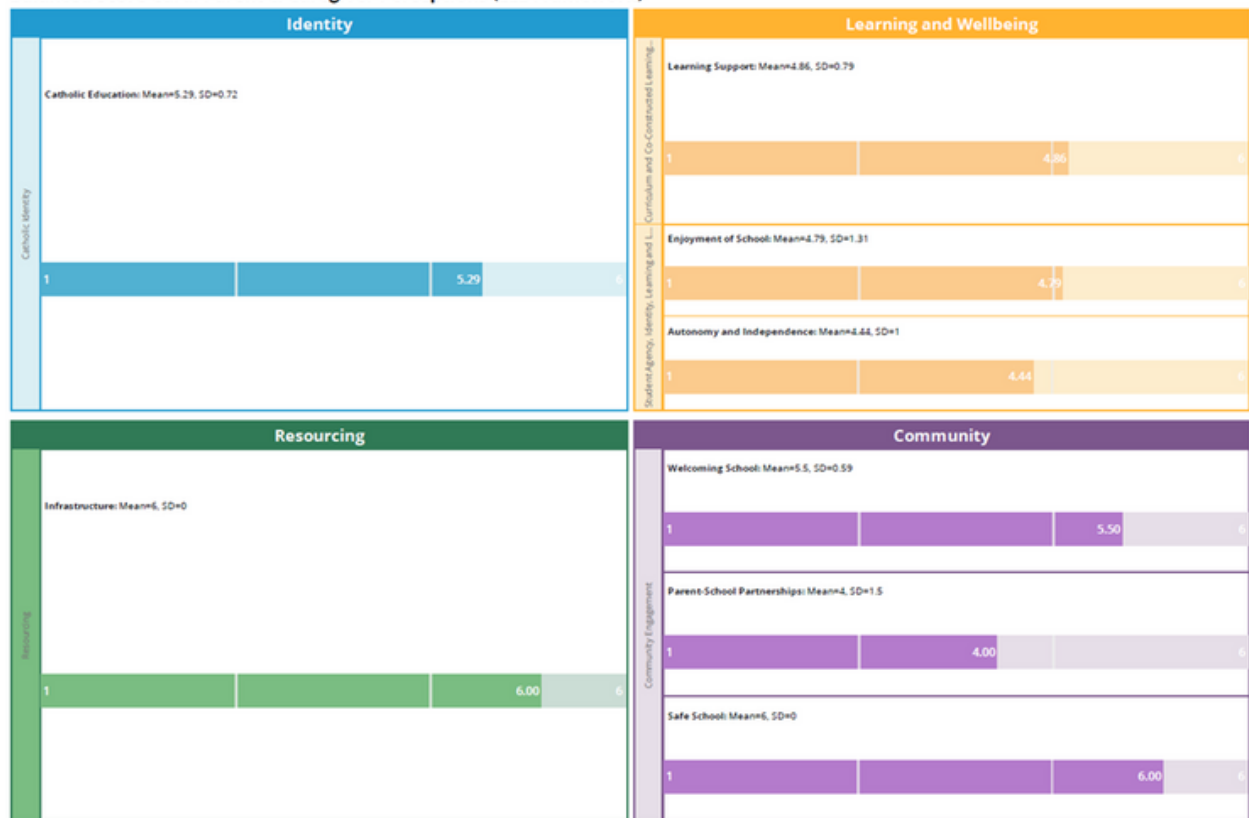 Identity
Catholic Identity
Catholic Education: Mean=5.29, SD=0.72
1 5.29 6
Learning and Wellbeing
Curriculum and Co-Constructed Learning...
Learning Support: Mean=4.86, SD=0.79
1 4.86 6
Student Agency, Identity, Learning and L...
Enjoyment of School: Mean=4.79, SD=1.31
1 4.79 6
Autonomy and Independence: Mean=4.44, SD=1
1 4.44 6
Resourcing
Resourcing
Infrastructure: Mean=6, SD=0
1 6.00 6
Community
Community Engagement
Welcoming School: Mean=5.5, SD=0.59
1 5.50 6
Parent-School Partnerships: Mean=4, SD=1.5
1 4.00 6
Safe School: Mean=6, SD=0
1 6.00 6